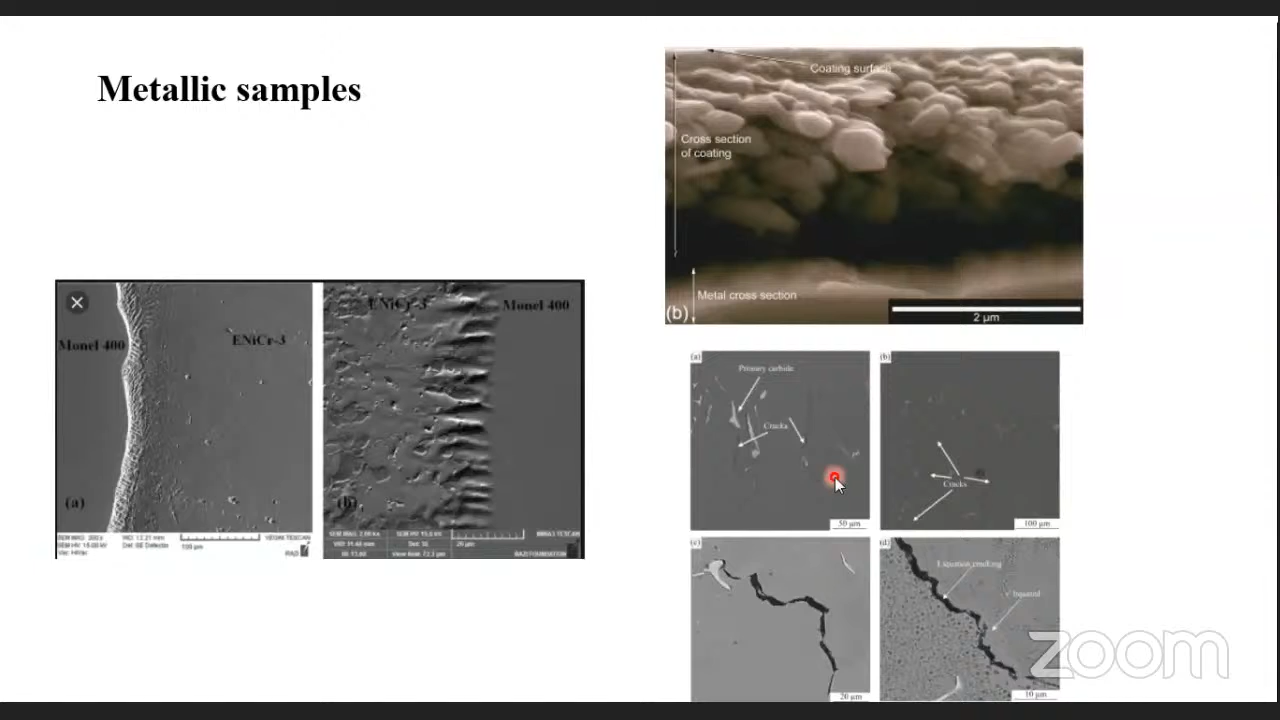 Metallic samples
Coating surface
Cross section
of coating
Metal cross section
(b)
2 µm
Monel 400
ENiCr-3
(a)
ENiCr-3
Monel 400
(b)
(a)
Primary carbide
Cracks
50 µm
(b)
Cracks
100 µm
(c)
20 µm
(d)
Liquation cracking
10 µm
zoom